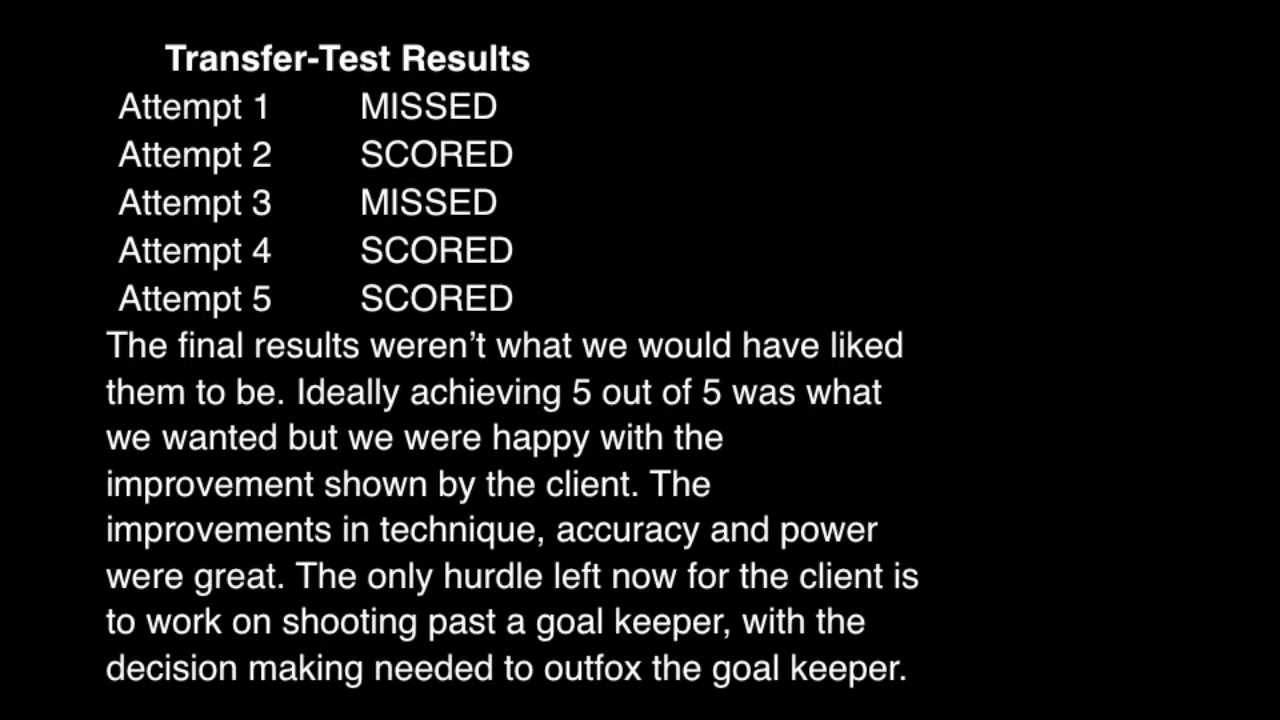 Transfer-Test Results
Attempt 1 MISSED
Attempt 2 SCORED
Attempt 3 MISSED
Attempt 4 SCORED
Attempt 5 SCORED
The final results weren’t what we would have liked
them to be. Ideally achieving 5 out of 5 was what
we wanted but we were happy with the
improvement shown by the client. The
improvements in technique, accuracy and power
were great. The only hurdle left now for the client is
to work on shooting past a goal keeper, with the
decision making needed to outfox the goal keeper.